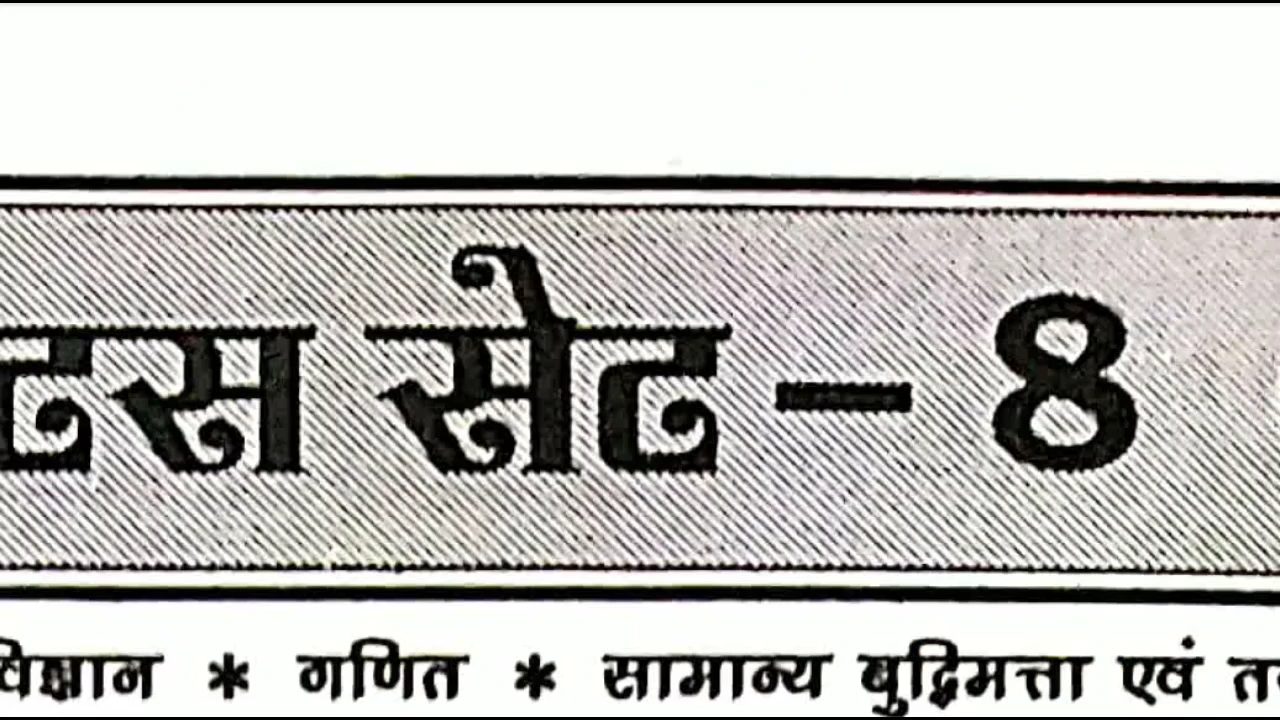 सेट – 8
विज्ञान * गणित * सामान्य बुद्धिमत्ता एवं